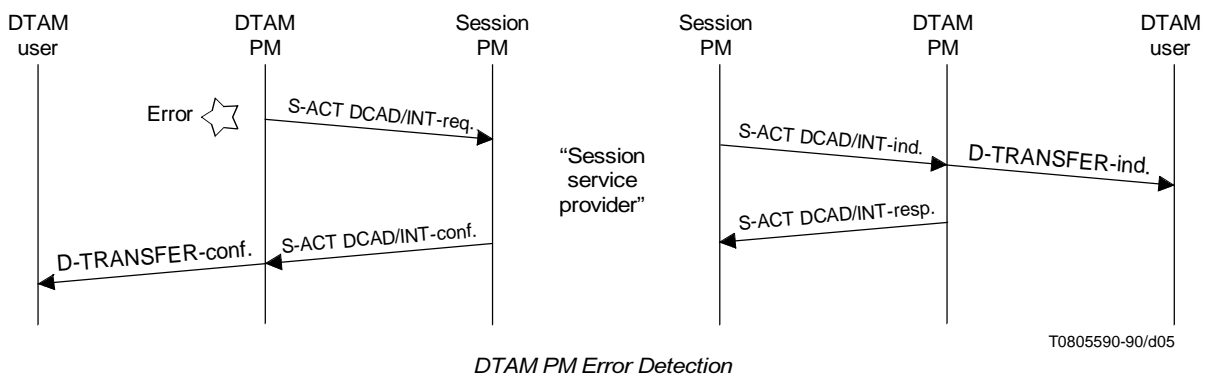 DTAM
user
DTAM
PM
Session
PM
Session
PM
DTAM
PM
DTAM
user
Error
S-ACT DCAD/INT-req.
S-ACT DCAD/INT-ind.
D-TRANSFER-ind.
“Session
service
provider”
S-ACT DCAD/INT-resp.
S-ACT DCAD/INT-conf.
D-TRANSFER-conf.
T0805590-90/d05
DTAM PM Error Detection